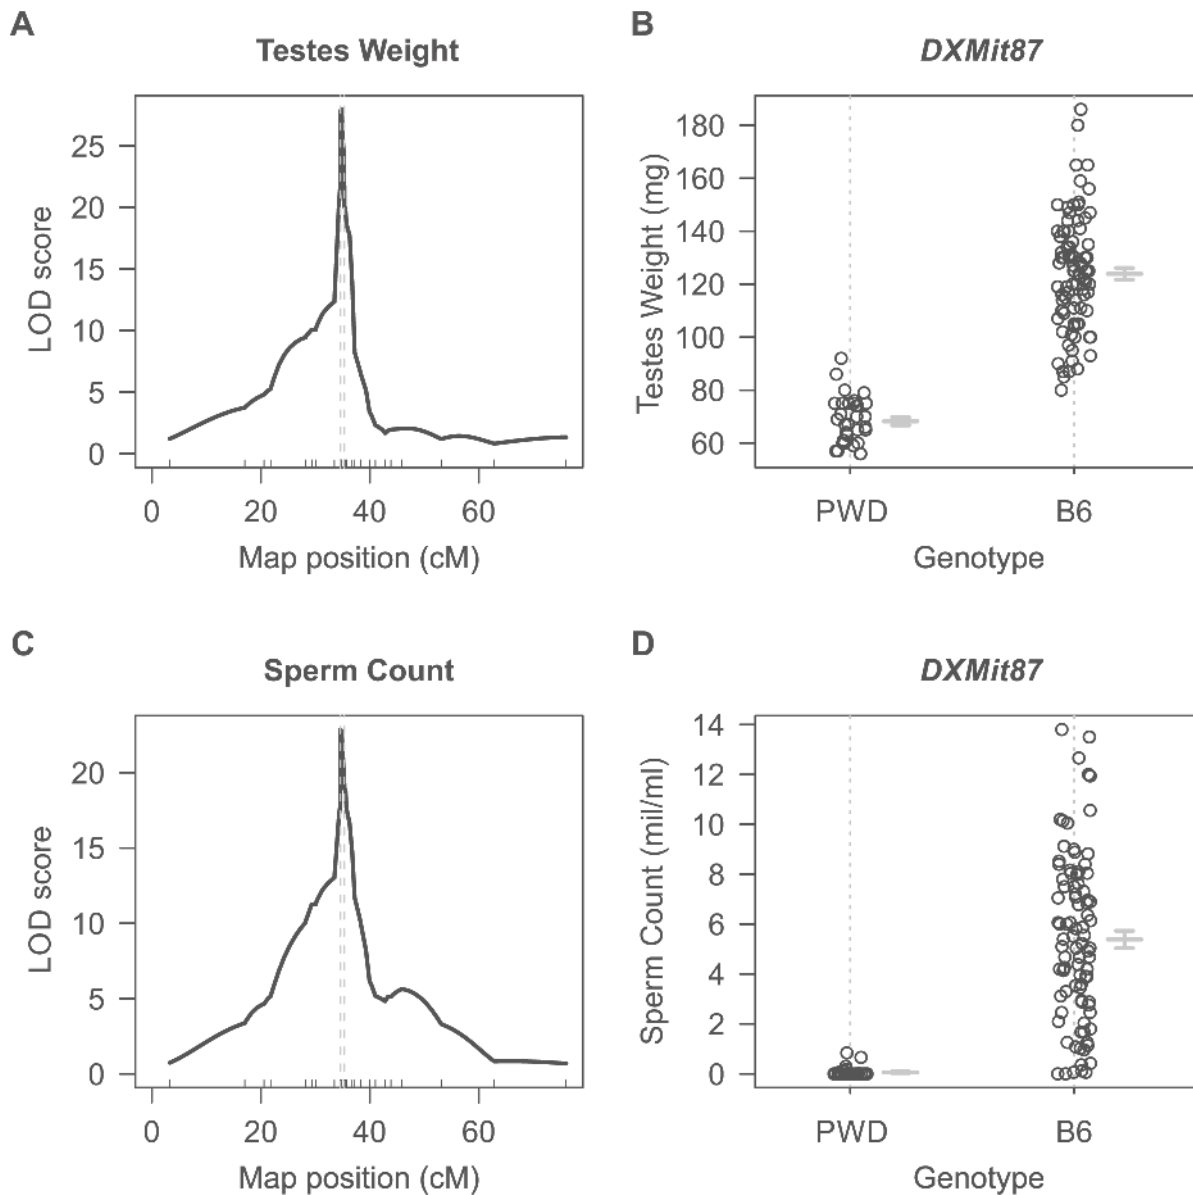 A
Testes Weight
LOD score
25
20
15
10
5
0
0 20 40 60
Map position (cM)
B
DXMit87
Testes Weight (mg)
180
160
140
120
100
80
60
PWD B6
Genotype
C
Sperm Count
LOD score
20
15
10
5
0
0 20 40 60
Map position (cM)
D
DXMit87
Sperm Count (mil/ml)
14
12
10
8
6
4
2
0
PWD B6
Genotype